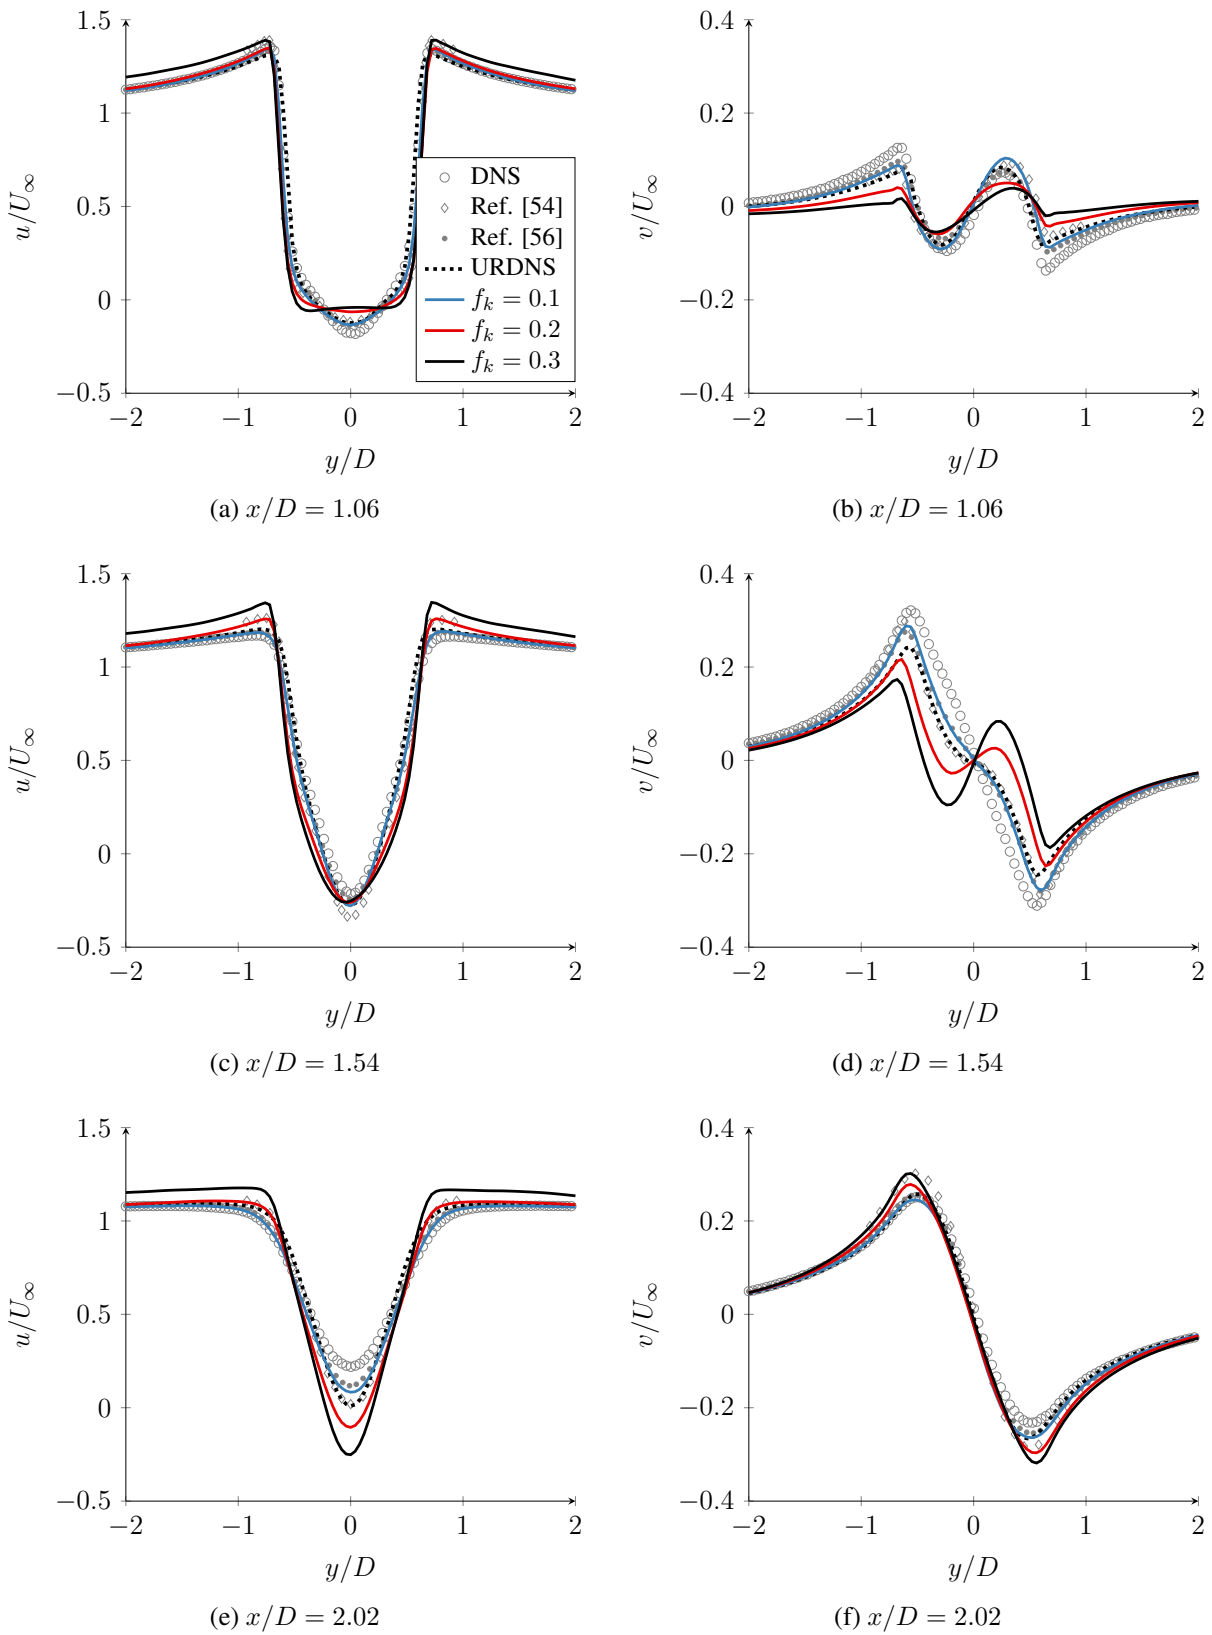 1.5
1
0.5
0
−0.5
−2
−1
0
1
2
u/U∞
y/D
DNS
Ref. [54]
Ref. [56]
URDNS
f_k = 0.1
f_k = 0.2
f_k = 0.3
(a) x/D = 1.06
0.4
0.2
0
−0.2
−0.4
−2
−1
0
1
2
v/U∞
y/D
(b) x/D = 1.06
1.5
1
0.5
0
−0.5
−2
−1
0
1
2
u/U∞
y/D
(c) x/D = 1.54
0.4
0.2
0
−0.2
−0.4
−2
−1
0
1
2
v/U∞
y/D
(d) x/D = 1.54
1.5
1
0.5
0
−0.5
−2
−1
0
1
2
u/U∞
y/D
(e) x/D = 2.02
0.4
0.2
0
−0.2
−0.4
−2
−1
0
1
2
v/U∞
y/D
(f) x/D = 2.02